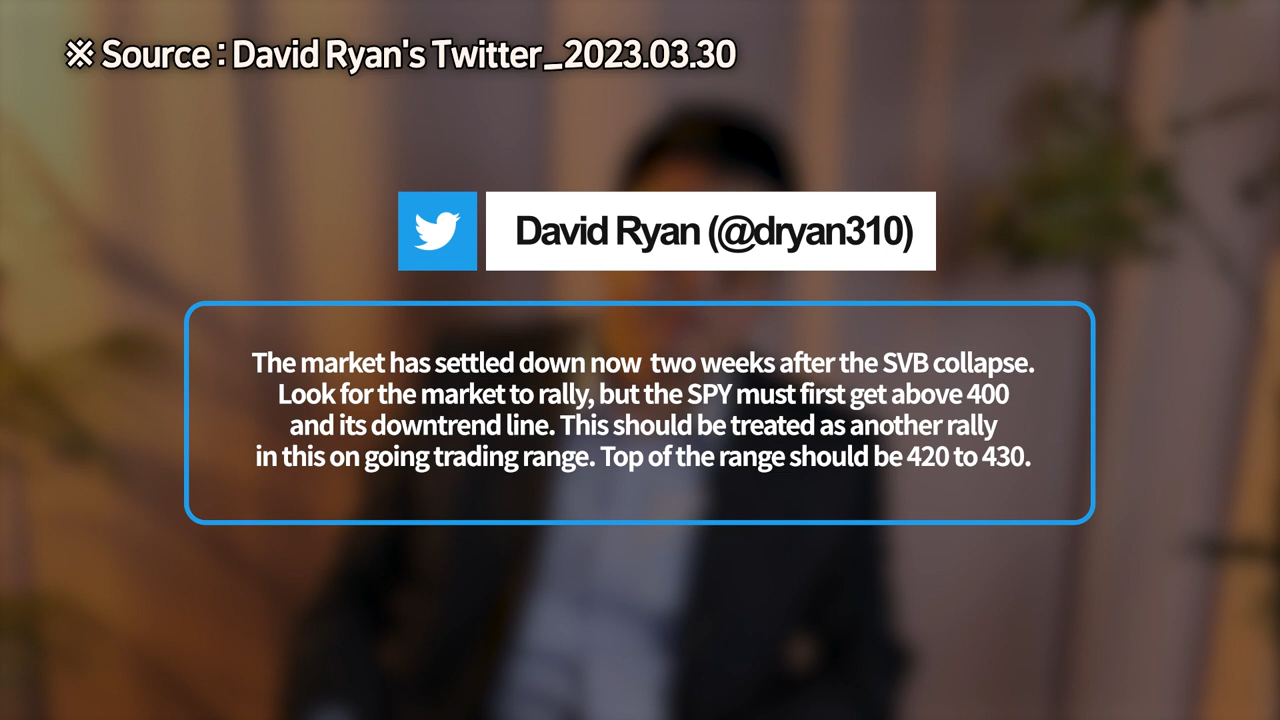 ※ Source : David Ryan's Twitter_2023.03.30
David Ryan (@dryan310)
The market has settled down now  two weeks after the SVB collapse.
Look for the market to rally, but the SPY must first get above 400
and its downtrend line. This should be treated as another rally
in this on going trading range. Top of the range should be 420 to 430.